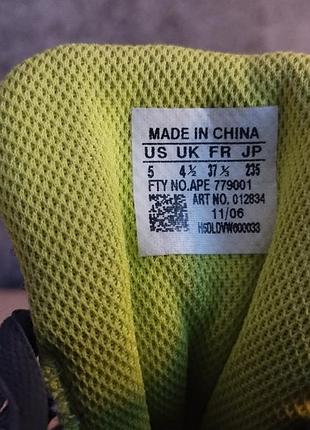 MADE IN CHINA
US UK FR JP
5 4½ 37⅓ 235
FTY NO.APE 779001
ART NO. 012834
11/06
H5DLDVW600033